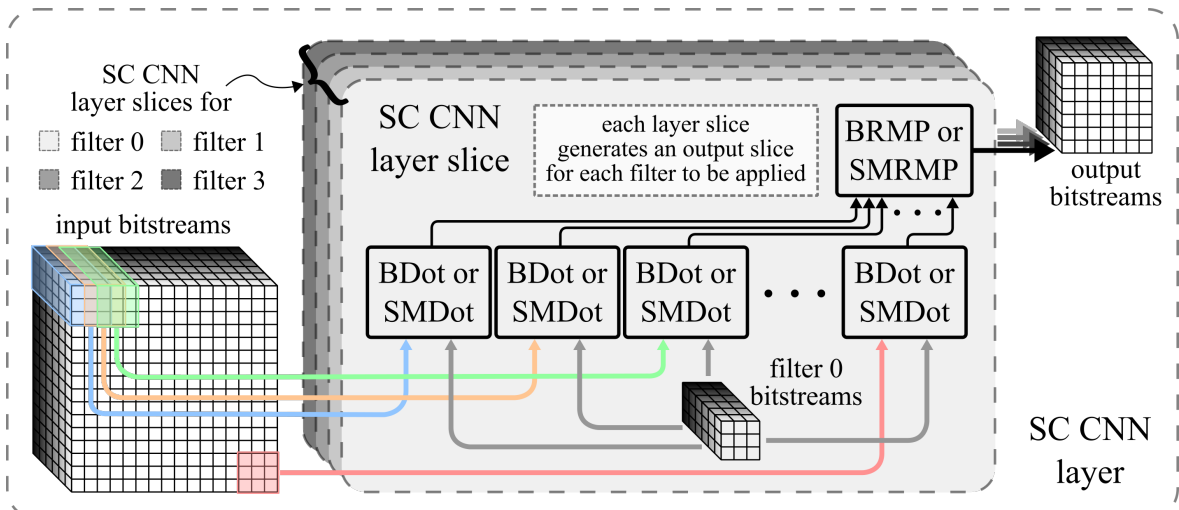 SC CNN
layer slices for
filter 0
filter 1
filter 2
filter 3
input bitstreams
SC CNN
layer slice
each layer slice
generates an output slice
for each filter to be applied
BRMP or
SMRMP
output
bitstreams
BDot or
SMDot
BDot or
SMDot
BDot or
SMDot
BDot or
SMDot
filter 0
bitstreams
SC CNN
layer